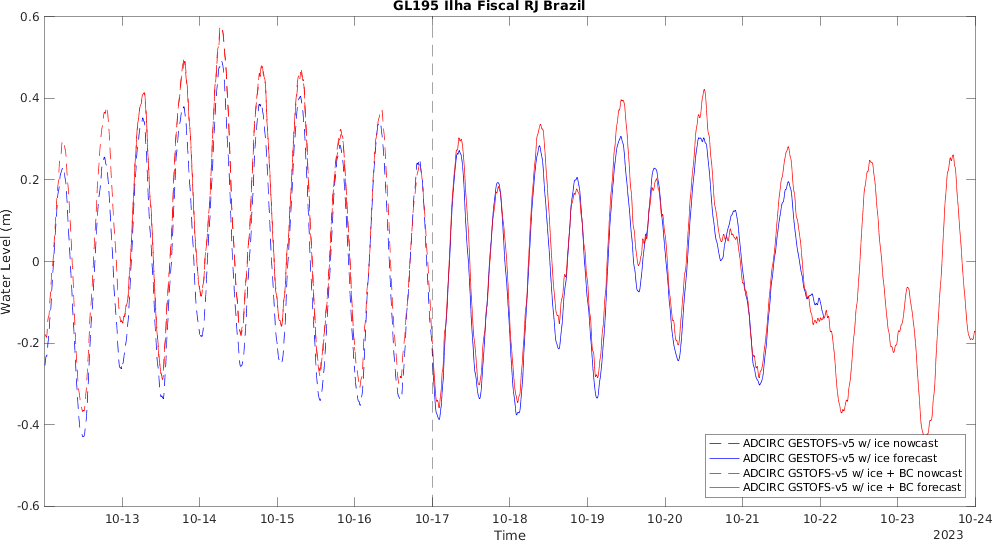 GL195 Ilha Fiscal RJ Brazil
0.6
0.4
0.2
0
-0.2
-0.4
-0.6
Water Level (m)
ADCIRC GESTOFS-v5 w/ ice nowcast
ADCIRC GESTOFS-v5 w/ ice forecast
ADCIRC GSTOFS-v5 w/ ice + BC nowcast
ADCIRC GSTOFS-v5 w/ ice + BC forecast
10-13 10-14 10-15 10-16 10-17 10-18 10-19 10-20 10-21 10-22 10-23 10-24
Time
2023